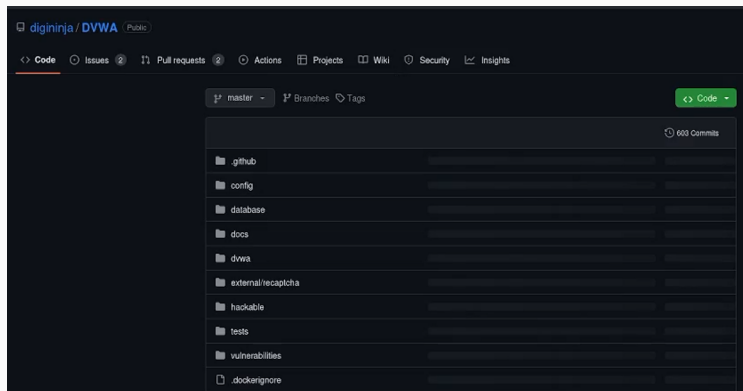 digininja / DVWA Public
Code Issues 2 Pull requests 2 Actions Projects Wiki Security Insights
master Branches Tags Code
603 Commits
.github
config
database
docs
dvwa
external/recaptcha
hackable
tests
vulnerabilities
.dockerignore